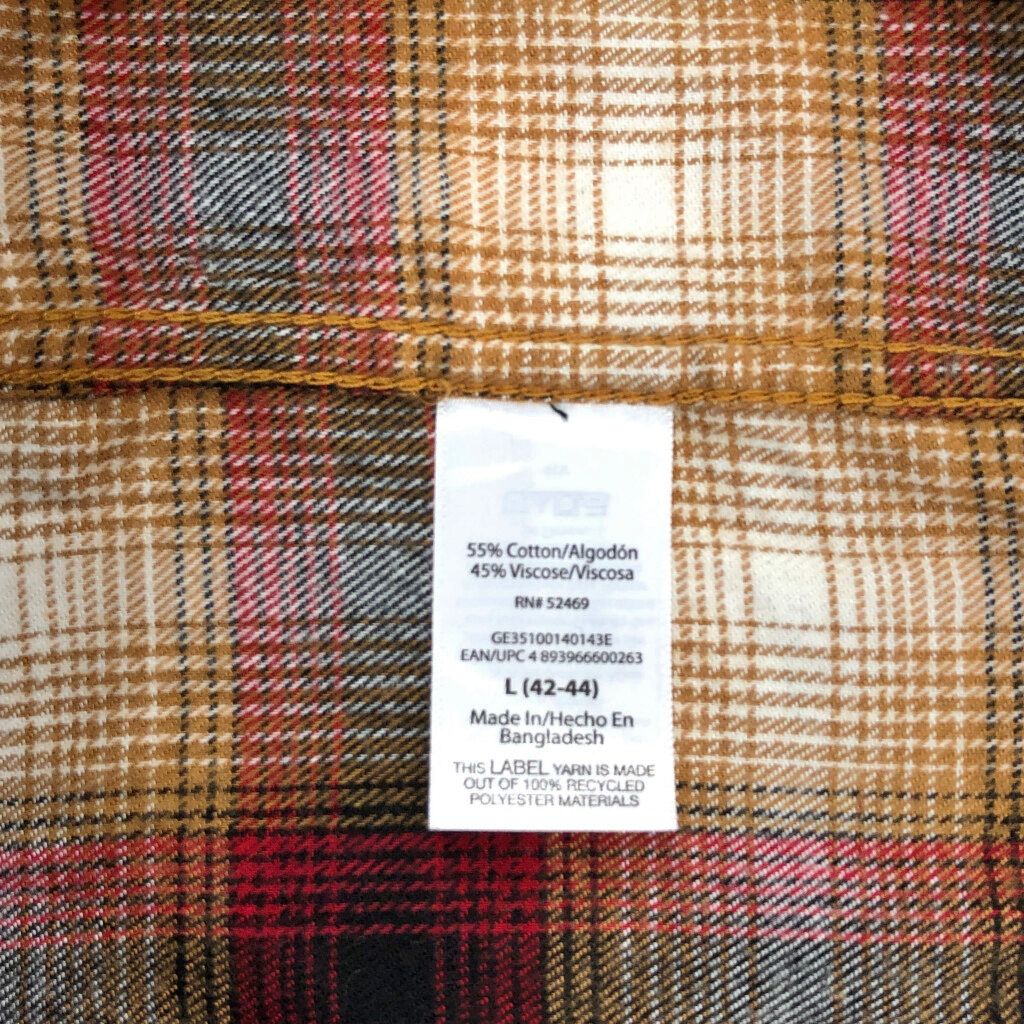 55% Cotton/Algodón
45% Viscose/Viscosa
RN# 52469
GE35100140143E
EAN/UPC 4 893966600263
L (42-44)
Made In/Hecho En
Bangladesh
THIS LABEL YARN IS MADE
OUT OF 100% RECYCLED
POLYESTER MATERIALS